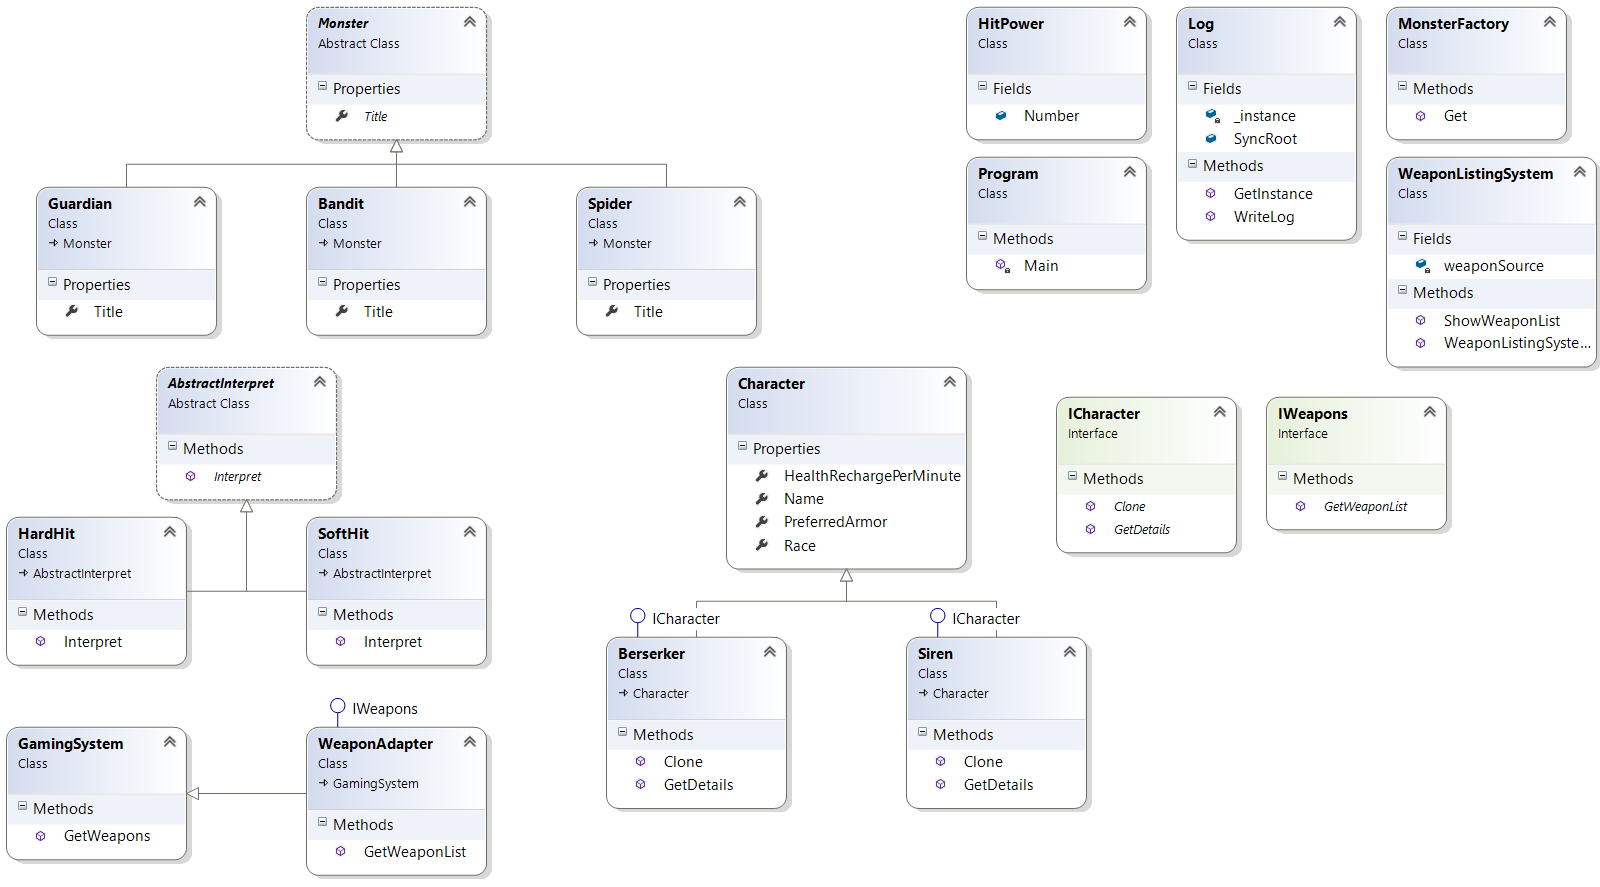 Monster
Abstract Class
Properties
Title
Guardian
Class
Monster
Properties
Title
Bandit
Class
Monster
Properties
Title
Spider
Class
Monster
Properties
Title
HitPower
Class
Fields
Number
Program
Class
Methods
Main
Log
Class
Fields
_instance
SyncRoot
Methods
GetInstance
WriteLog
MonsterFactory
Class
Methods
Get
WeaponListingSystem
Class
Fields
weaponSource
Methods
ShowWeaponList
WeaponListingSyste...
AbstractInterpret
Abstract Class
Methods
Interpret
HardHit
Class
AbstractInterpret
Methods
Interpret
SoftHit
Class
AbstractInterpret
Methods
Interpret
Character
Class
Properties
HealthRechargePerMinute
Name
PreferredArmor
Race
ICharacter
Interface
Methods
Clone
GetDetails
IWeapons
Interface
Methods
GetWeaponList
ICharacter
Berserker
Class
Character
Methods
Clone
GetDetails
ICharacter
Siren
Class
Character
Methods
Clone
GetDetails
GamingSystem
Class
Methods
GetWeapons
IWeapons
WeaponAdapter
Class
GamingSystem
Methods
GetWeaponList